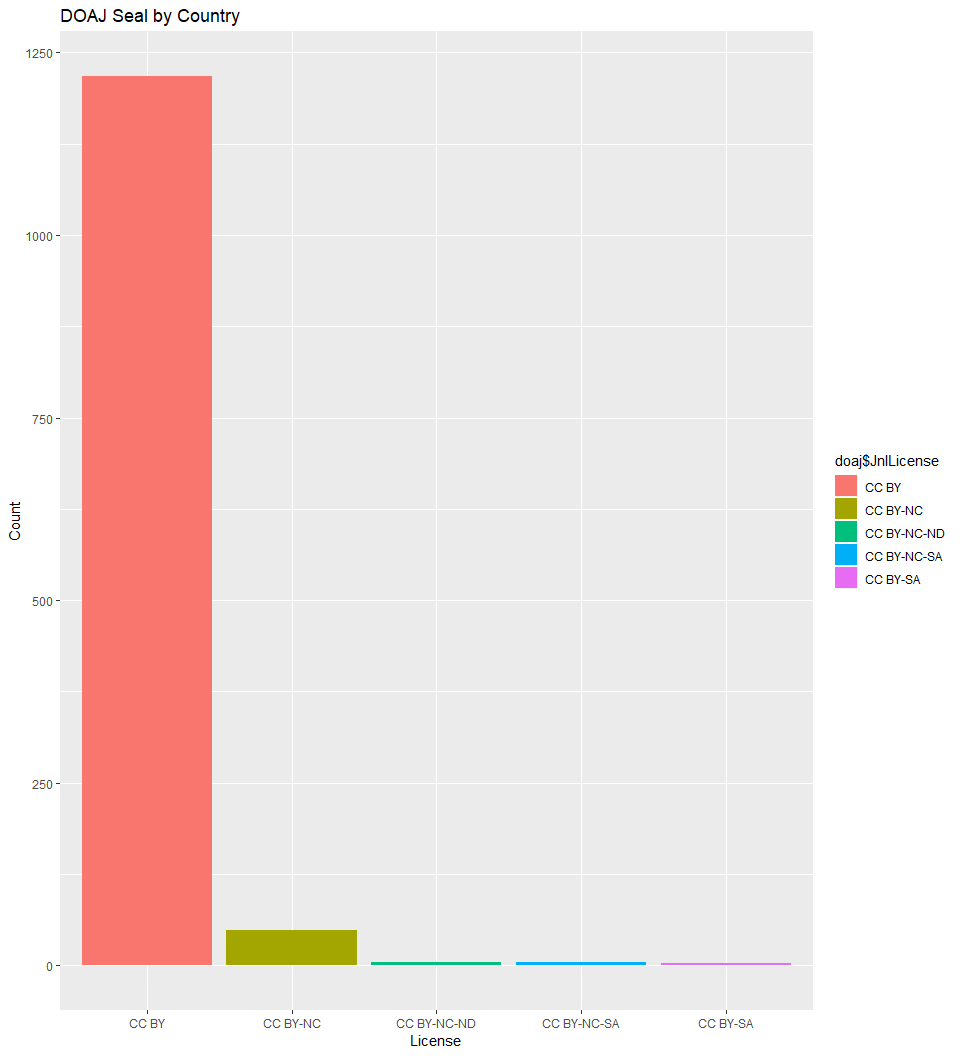 DOAJ Seal by Country
1250
1000
750
500
250
0
Count
CC BY
CC BY-NC
CC BY-NC-ND
CC BY-NC-SA
CC BY-SA
License
doaj$JnlLicense
CC BY
CC BY-NC
CC BY-NC-ND
CC BY-NC-SA
CC BY-SA